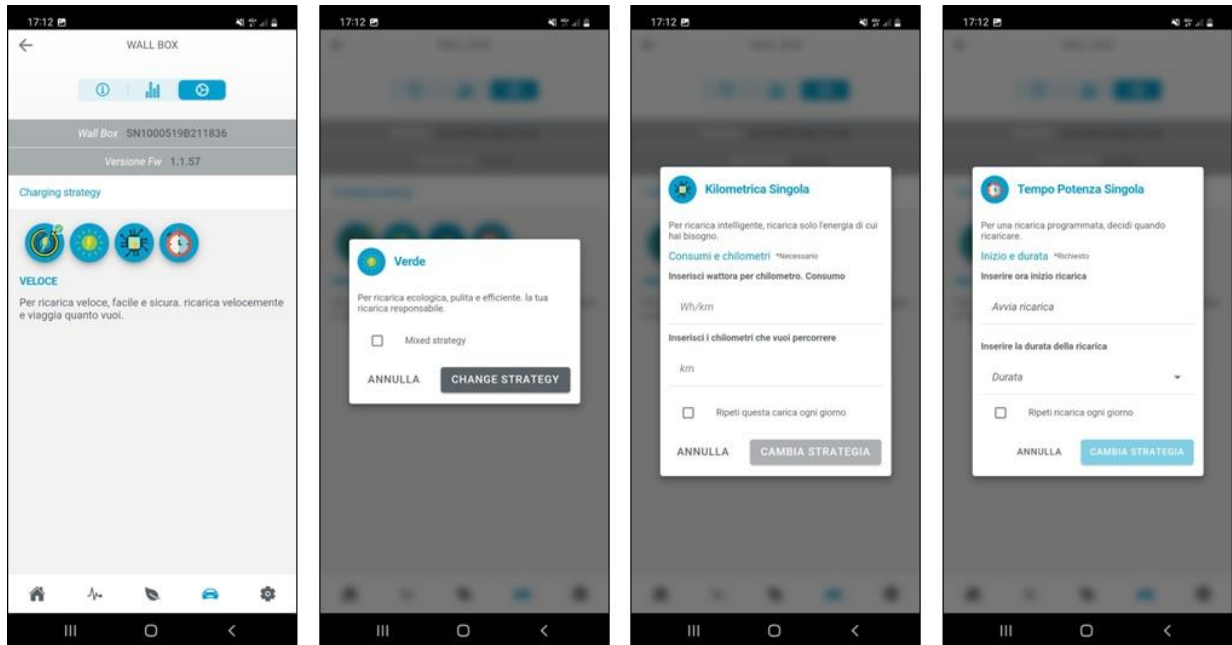 17:12
WALL BOX
Wall Box SN1000519B211836
Versione Fw 1.1.57
Charging strategy
VELOCE
Per ricarica veloce, facile e sicura. ricarica velocemente
e viaggia quanto vuoi.
17:12
Verde
Per ricarica ecologica, pulita e efficiente. la tua
ricarica responsabile.
Mixed strategy
ANNULLA CHANGE STRATEGY
17:12
Kilometrica Singola
Per ricarica intelligente, ricarica solo l'energia di cui
hai bisogno.
Consumi e chilometri *Necessario
Inserisci wattora per chilometro. Consumo
Wh/km
Inserisci i chilometri che vuoi percorrere
km
Ripeti questa carica ogni giorno
ANNULLA CAMBIA STRATEGIA
17:12
Tempo Potenza Singola
Per una ricarica programmata, decidi quando
ricaricare.
Inizio e durata *Richiesto
Inserire ora inizio ricarica
Avvia ricarica
Inserire la durata della ricarica
Durata
Ripeti ricarica ogni giorno
ANNULLA CAMBIA STRATEGIA